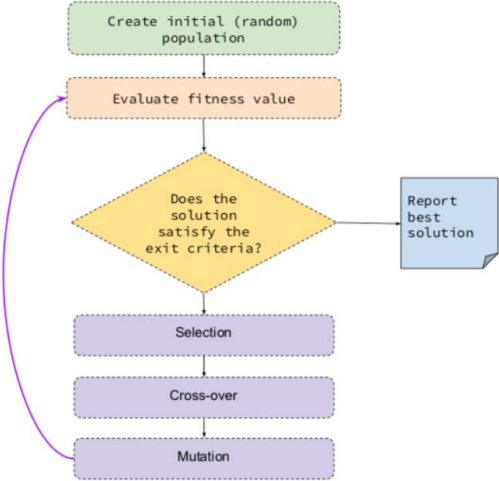 Create initial (random)
population
Evaluate fitness value
Does the
solution
satisfy the
exit criteria?
Report
best
solution
Selection
Cross-over
Mutation